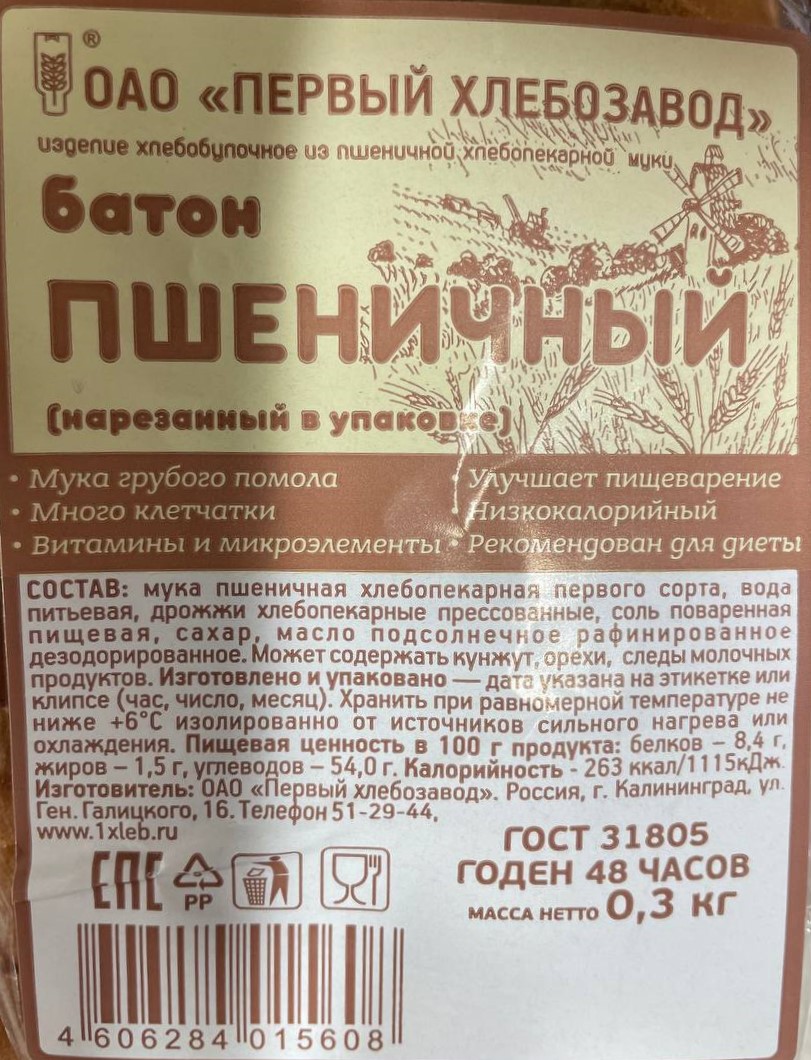 ®
ОАО «ПЕРВЫЙ ХЛЕБОЗАВОД»
изделие хлебобулочное из пшеничной хлебопекарной муки
батон
ПШЕНИЧНЫЙ
(нарезанный в упаковке)
• Мука грубого помола
• Много клетчатки
• Витамины и микроэлементы
• Улучшает пищеварение
• Низкокалорийный
• Рекомендован для диеты
СОСТАВ: мука пшеничная хлебопекарная первого сорта, вода
питьевая, дрожжи хлебопекарные прессованные, соль поваренная
пищевая, сахар, масло подсолнечное рафинированное
дезодорированное. Может содержать кунжут, орехи, следы молочных
продуктов. Изготовлено и упаковано — дата указана на этикетке или
клипсе (час, число, месяц). Хранить при равномерной температуре не
ниже +6°С изолированно от источников сильного нагрева или
охлаждения. Пищевая ценность в 100 г продукта: белков – 8,4 г,
жиров – 1,5 г, углеводов – 54,0 г. Калорийность - 263 ккал/1115кДж.
Изготовитель: ОАО «Первый хлебозавод». Россия, г. Калининград, ул.
Ген. Галицкого, 16. Телефон 51-29-44,
www.1xleb.ru
ГОСТ 31805
ГОДЕН 48 ЧАСОВ
МАССА НЕТТО 0,3 кг
ЕАС
PP
4 606284 015608